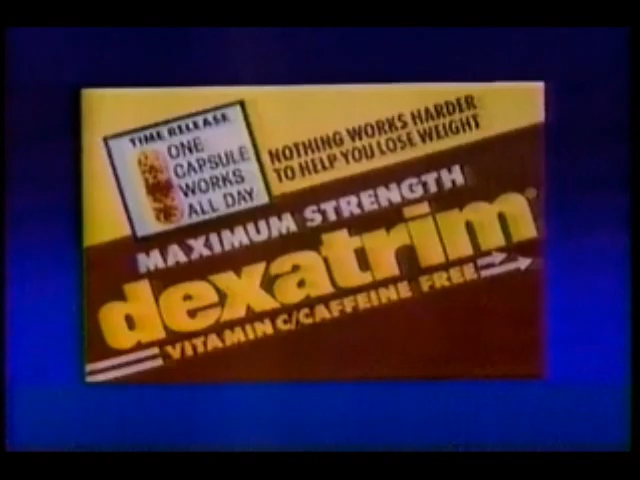 TIME RELEASE
ONE
CAPSULE
WORKS
ALL DAY
NOTHING WORKS HARDER
TO HELP YOU LOSE WEIGHT
MAXIMUM STRENGTH
dexatrim®
VITAMIN C/CAFFEINE FREE